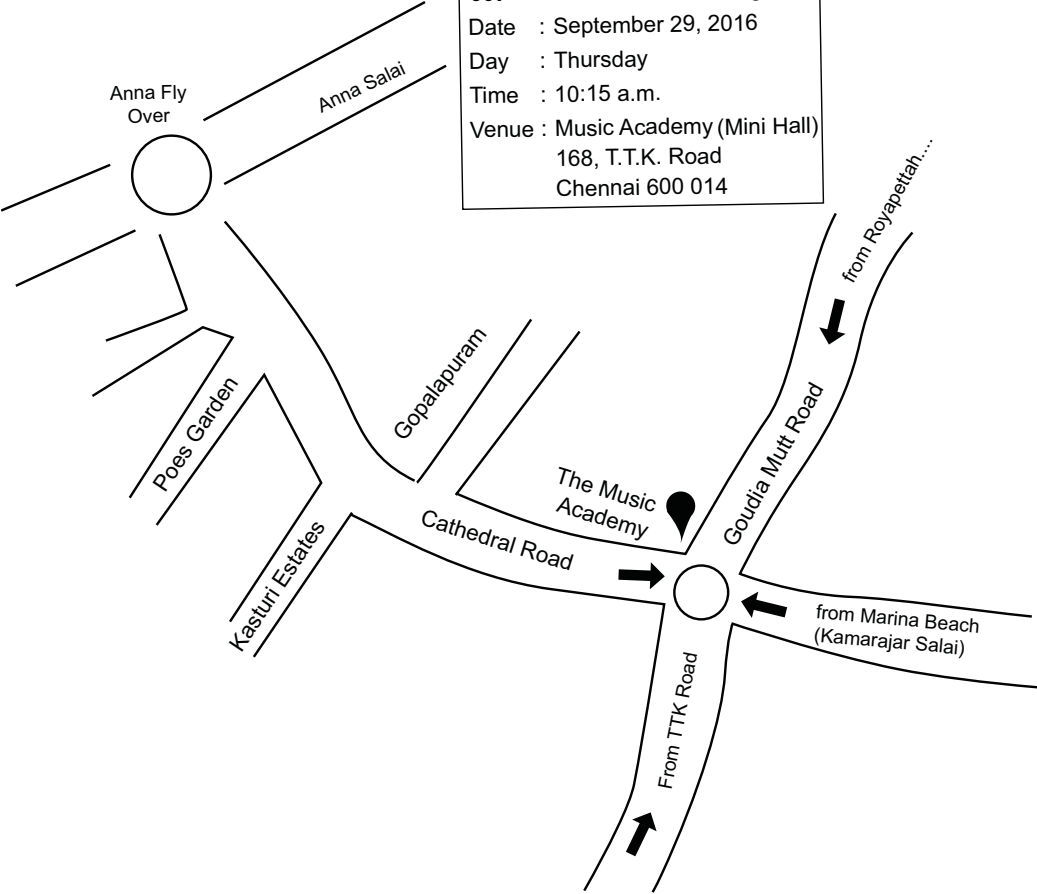 Date : September 29, 2016
Day : Thursday
Time : 10:15 a.m.
Venue : Music Academy (Mini Hall)
168, T.T.K. Road
Chennai 600 014
Anna Fly
Over
Anna Salai
from Royapettah....
Gopalapuram
Poes Garden
Goudia Mutt Road
The Music
Academy
Cathedral Road
Kasturi Estates
from Marina Beach
(Kamarajar Salai)
From TTK Road